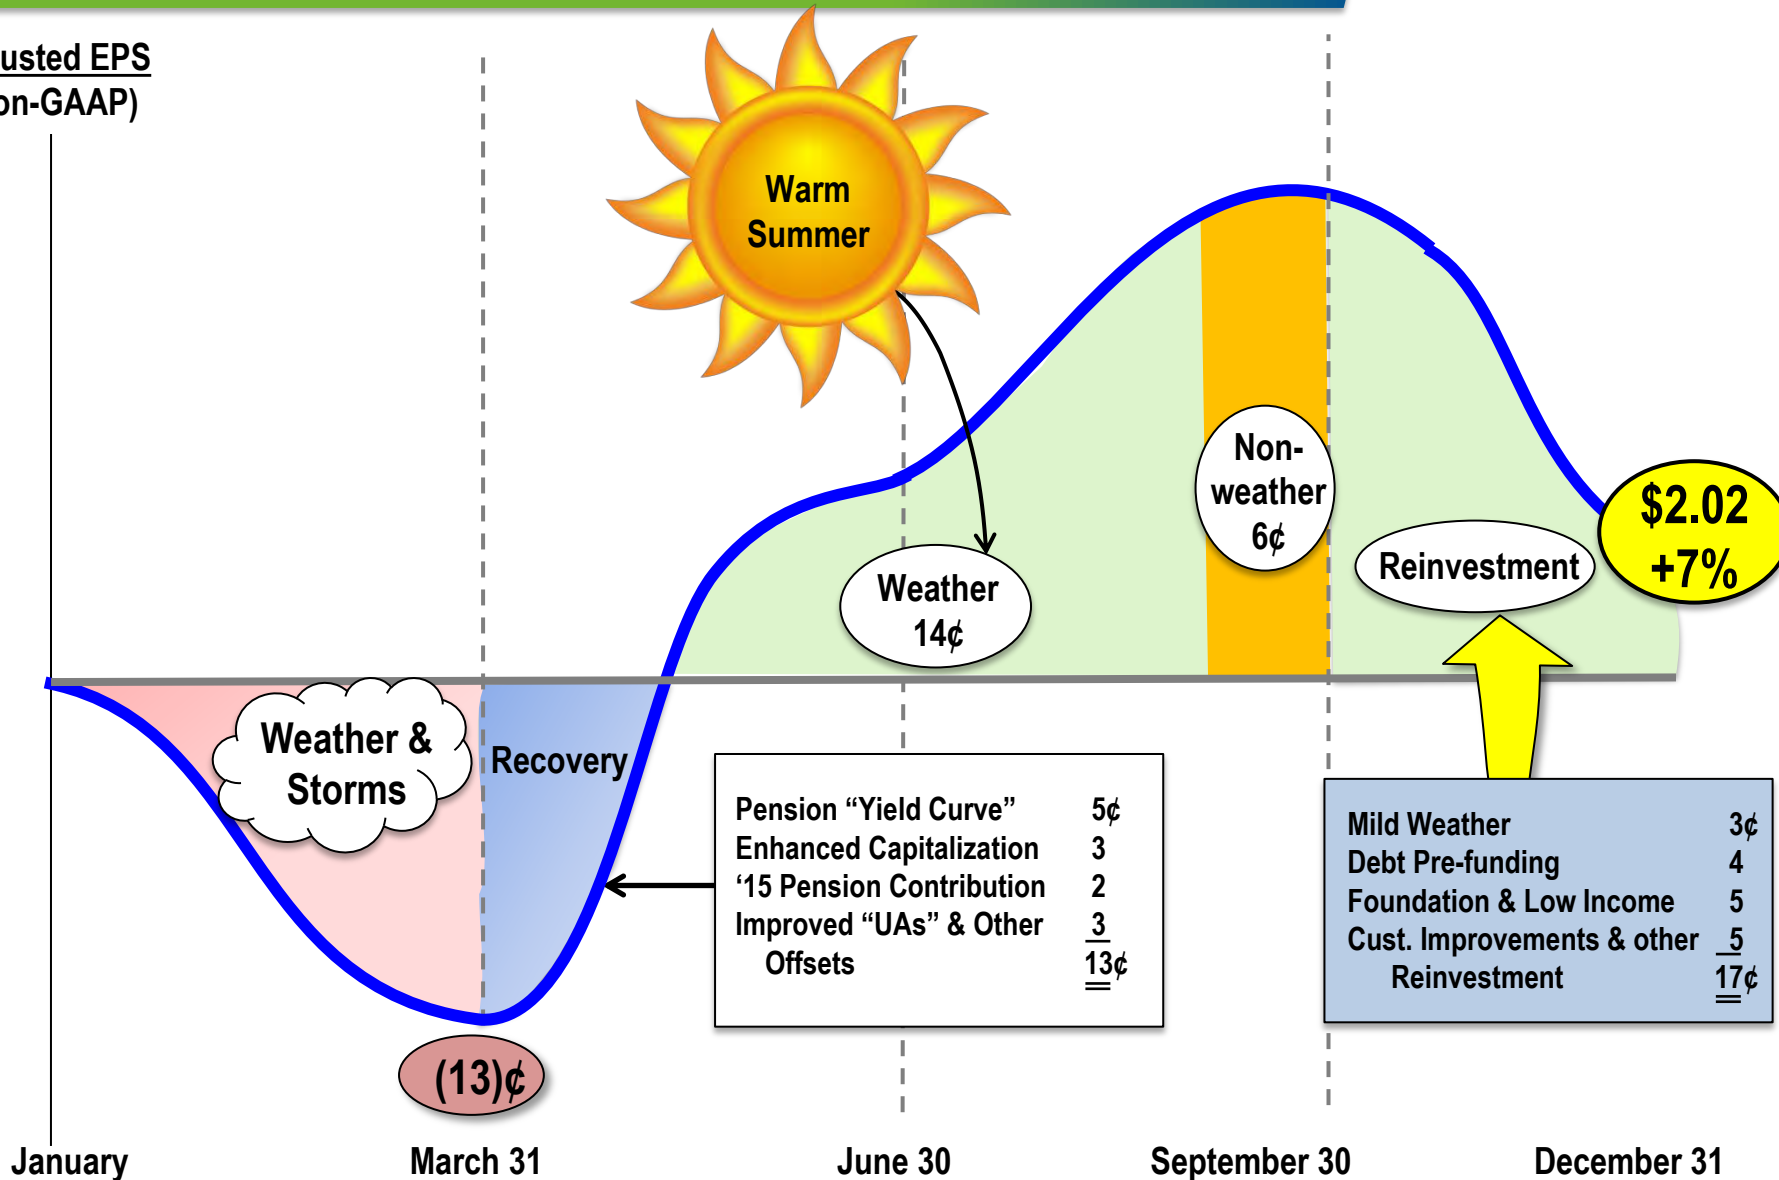 usted EPS
on-GAAP)
Warm
Summer
Non-
weather
6¢
$2.02
+7%
Reinvestment
Weather
14¢
Weather &
Storms
Recovery
Pension “Yield Curve” 5¢
Enhanced Capitalization 3
‘15 Pension Contribution 2
Improved “UAs” & Other 3
Offsets 13¢
Mild Weather 3¢
Debt Pre-funding 4
Foundation & Low Income 5
Cust. Improvements & other 5
Reinvestment 17¢
(13)¢
January March 31 June 30 September 30 December 31